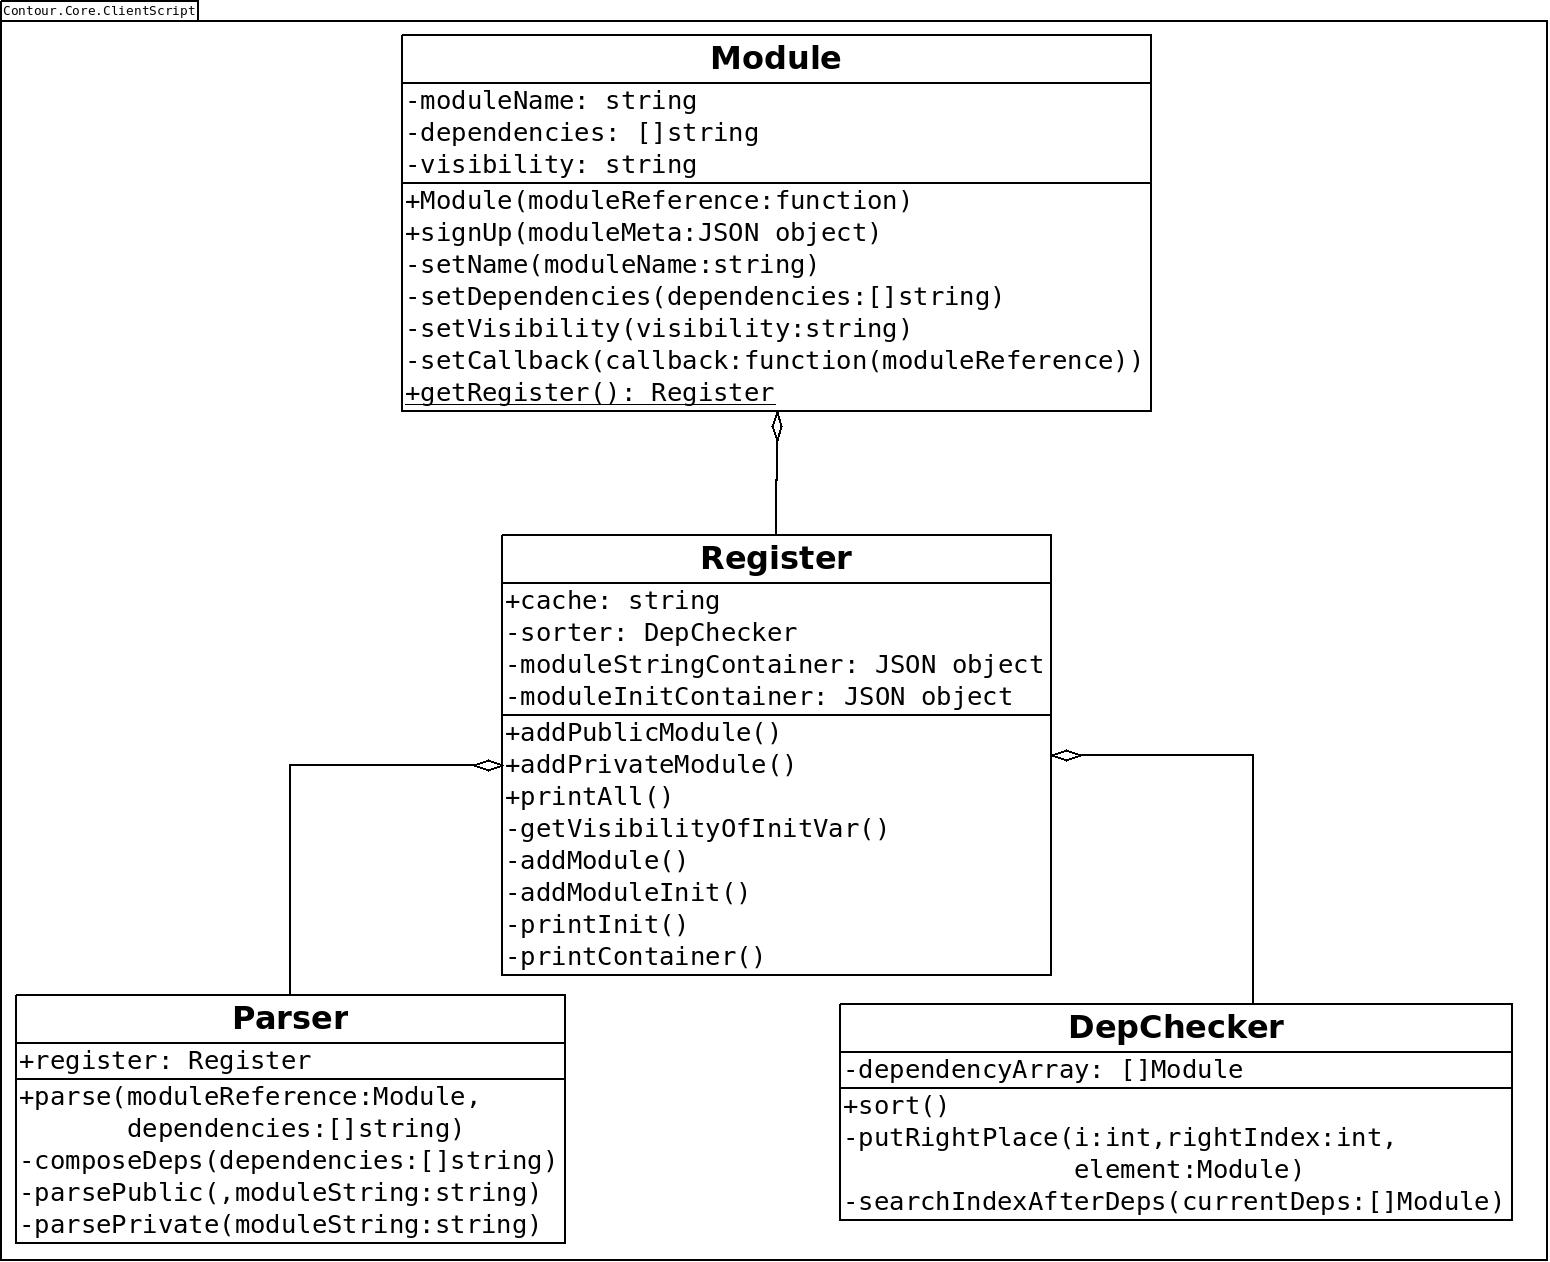 Contour.Core.ClientScript
Module
-moduleName: string
-dependencies: []string
-visibility: string
+Module(moduleReference:function)
+signUp(moduleMeta:JSON object)
-setName(moduleName:string)
-setDependencies(dependencies:[]string)
-setVisibility(visibility:string)
-setCallback(callback:function(moduleReference))
+getRegister(): Register
Register
+cache: string
-sorter: DepChecker
-moduleStringContainer: JSON object
-moduleInitContainer: JSON object
+addPublicModule()
+addPrivateModule()
+printAll()
-getVisibilityOfInitVar()
-addModule()
-addModuleInit()
-printInit()
-printContainer()
Parser
+register: Register
+parse(moduleReference:Module,
dependencies:[]string)
-composeDeps(dependencies:[]string)
-parsePublic(,moduleString:string)
-parsePrivate(moduleString:string)
DepChecker
-dependencyArray: []Module
+sort()
-putRightPlace(i:int,rightIndex:int,
element:Module)
-searchIndexAfterDeps(currentDeps:[]Module)